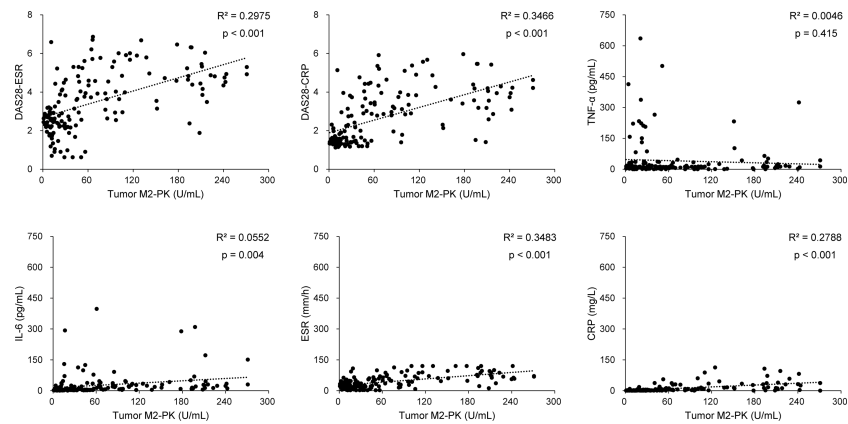 R² = 0.2975
p < 0.001
8
6
4
2
0
DAS28-ESR
0 60 120 180 240 300
Tumor M2-PK (U/mL)
R² = 0.3466
p < 0.001
8
6
4
2
0
DAS28-CRP
0 60 120 180 240 300
Tumor M2-PK (U/mL)
R² = 0.0046
p = 0.415
750
600
450
300
150
0
TNF-α (pg/mL)
0 60 120 180 240 300
Tumor M2-PK (U/mL)
R² = 0.0552
p = 0.004
750
600
450
300
150
0
IL-6 (pg/mL)
0 60 120 180 240 300
Tumor M2-PK (U/mL)
R² = 0.3483
p < 0.001
750
600
450
300
150
0
ESR (mm/h)
0 60 120 180 240 300
Tumor M2-PK (U/mL)
R² = 0.2788
p < 0.001
750
600
450
300
150
0
CRP (mg/L)
0 60 120 180 240 300
Tumor M2-PK (U/mL)